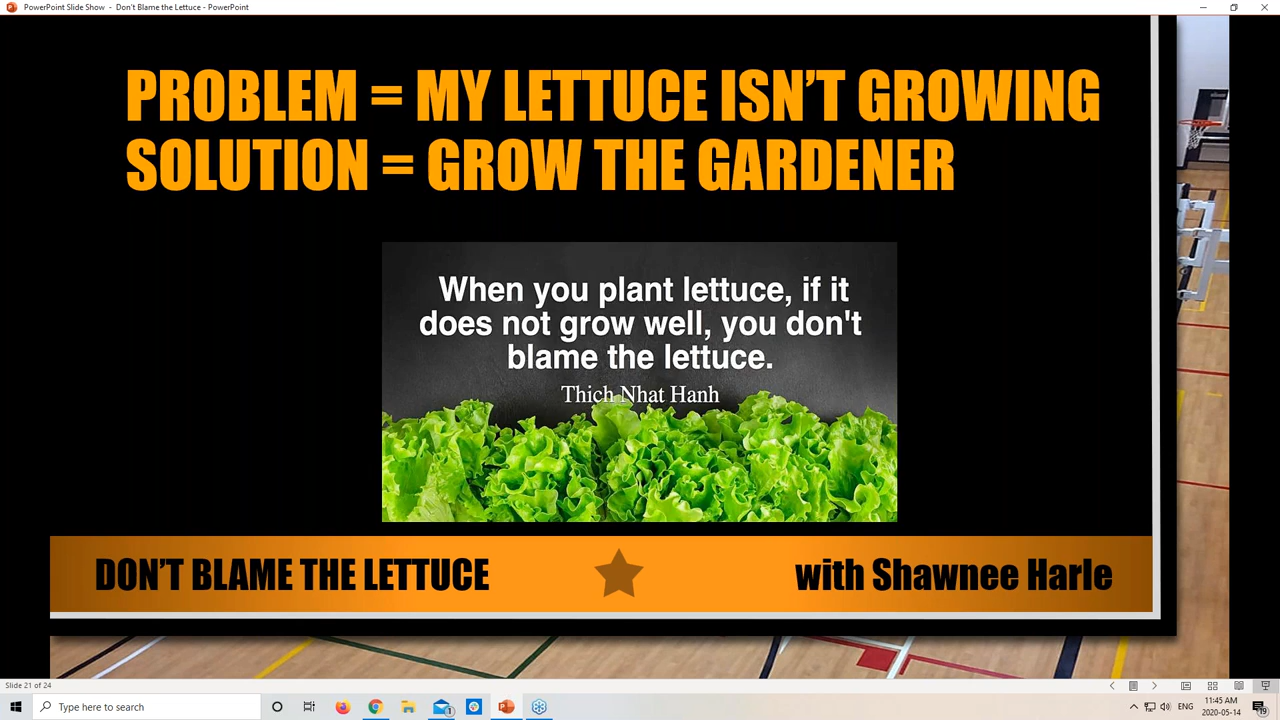 PowerPoint Slide Show - Don't Blame the Lettuce - PowerPoint
PROBLEM = MY LETTUCE ISN’T GROWING
SOLUTION = GROW THE GARDENER
When you plant lettuce, if it
does not grow well, you don't
blame the lettuce.
Thich Nhat Hanh
DON’T BLAME THE LETTUCE
with Shawnee Harle
Slide 21 of 24
Type here to search
1
ENG
11:45 AM
2020-05-14
19